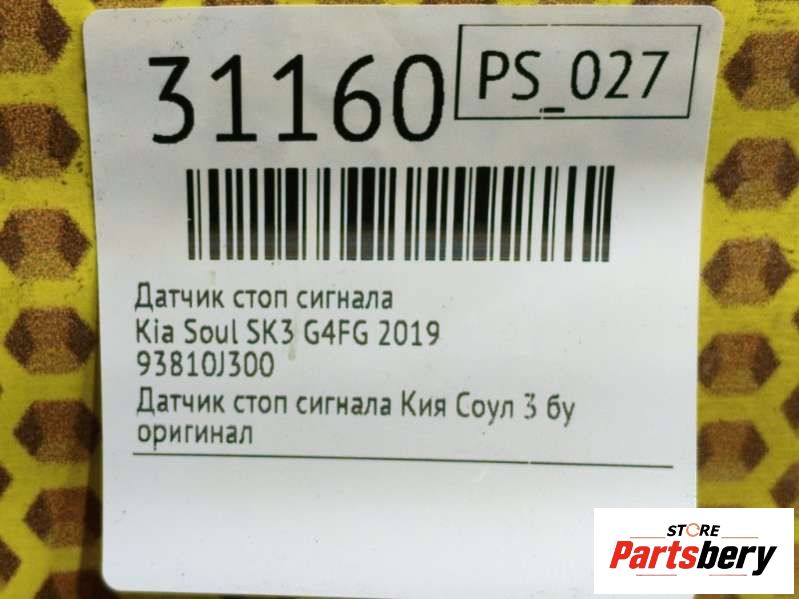 31160
PS_027
Датчик стоп сигнала
Kia Soul SK3 G4FG 2019
93810J300
Датчик стоп сигнала Кия Соул 3 бу
оригинал
STORE
Partsbery